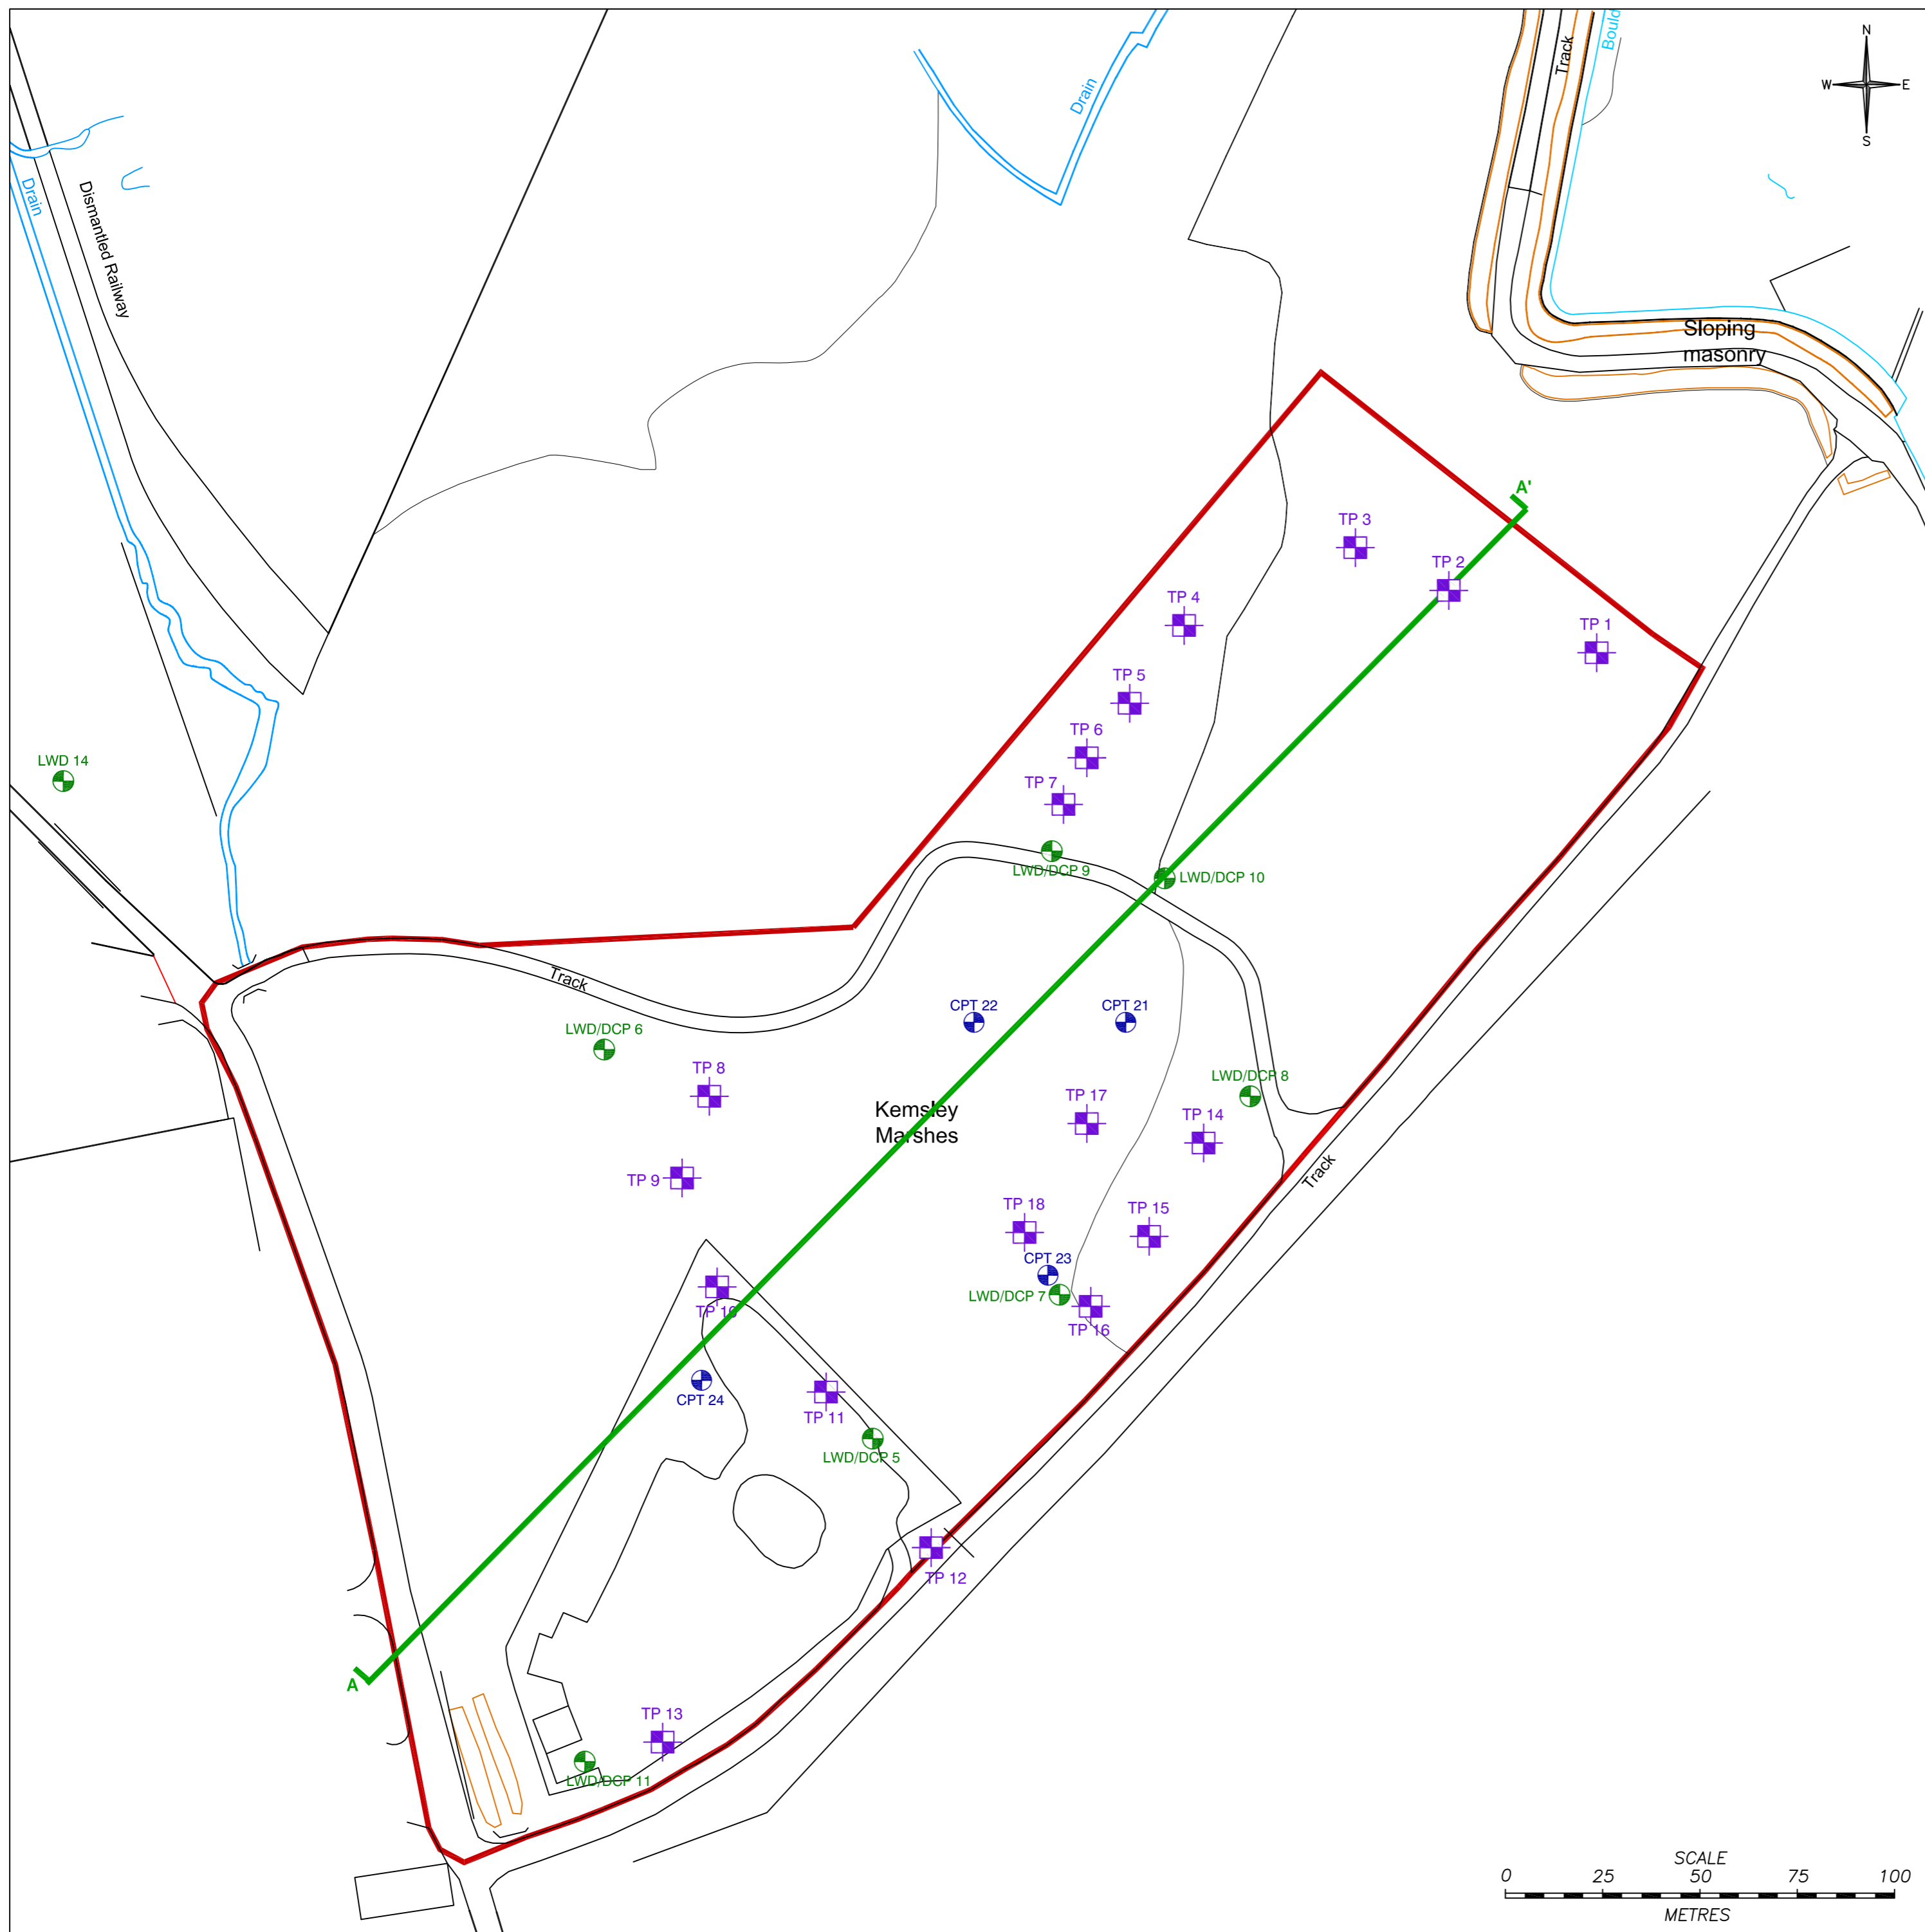 N
W E
S
Bould
Track
Drain
Drain
Dismantled Railway
Sloping
masonry
A'
TP 3
TP 2
TP 4
TP 1
TP 5
TP 6
LWD 14
TP 7
LWD/DCP 9
LWD/DCP 10
Track
CPT 22
CPT 21
LWD/DCP 6
TP 8
LWD/DCP 8
TP 17
Kemsley
Marshes
TP 14
TP 9
Track
TP 18
TP 15
CPT 23
LWD/DCP 7
TP 10
TP 16
CPT 24
TP 11
LWD/DCP 5
TP 12
A
TP 13
LWD/DCP 11
SCALE
0 25 50 75 100
METRES